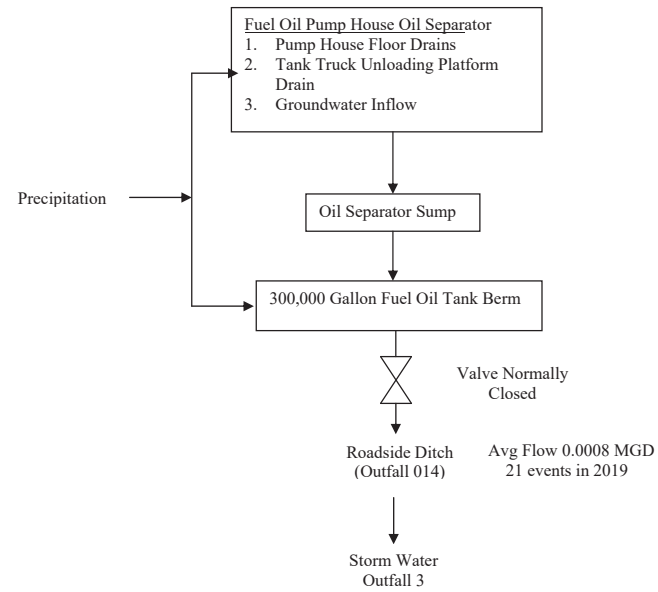 Fuel Oil Pump House Oil Separator
1. Pump House Floor Drains
2. Tank Truck Unloading Platform
Drain
3. Groundwater Inflow
Precipitation
Oil Separator Sump
300,000 Gallon Fuel Oil Tank Berm
Valve Normally
Closed
Roadside Ditch
(Outfall 014)
Avg Flow 0.0008 MGD
21 events in 2019
Storm Water
Outfall 3